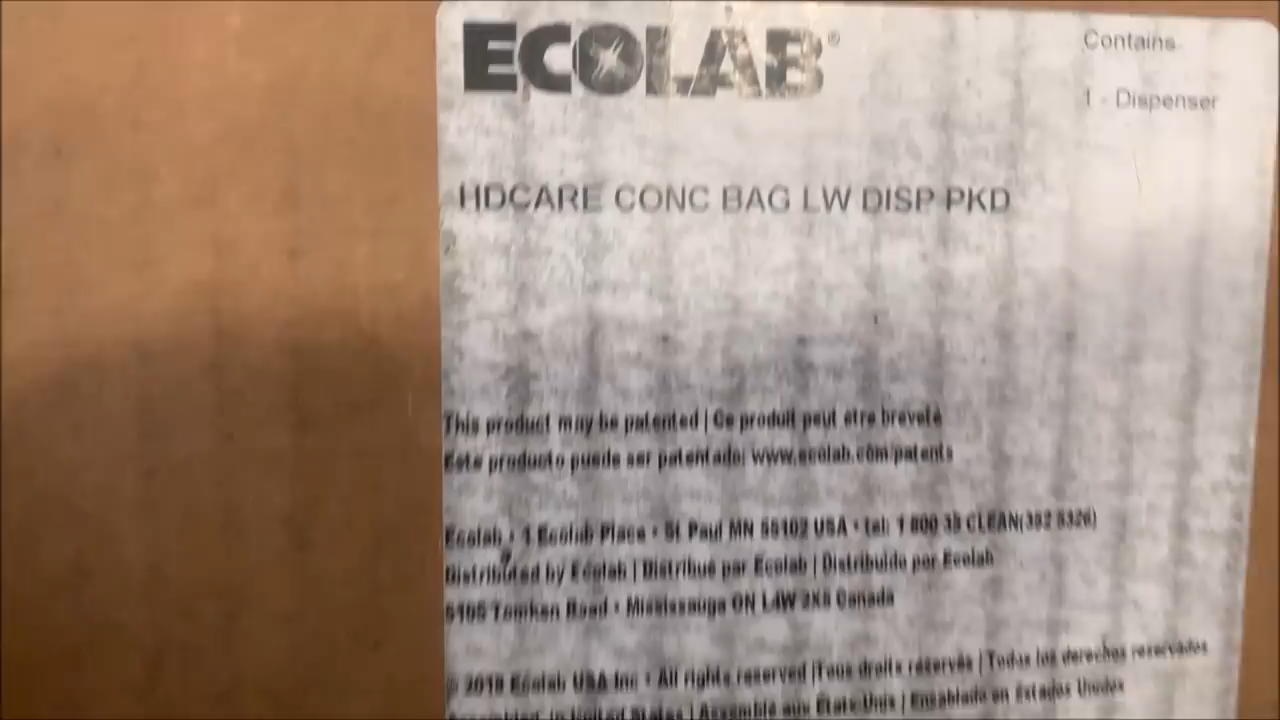 ECOLAB®
Contains
1 - Dispenser
HDCARE CONC BAG LW DISP PKD
This product may be patented | Ce produit peut être breveté
Este producto puede ser patentado: www.ecolab.com/patents
Ecolab • 1 Ecolab Place • St Paul MN 55102 USA • tel: 1 800 35 CLEAN(352 5326)
Distributed by Ecolab | Distribué par Ecolab | Distribuido por Ecolab
5105 Tomken Road • Mississauga ON L4W 2X5 Canada
© 2018 Ecolab USA Inc • All rights reserved |Tous droits réservés | Todos los derechos reservados
Assembled in United States | Assemblé aux États-Unis | Ensablado en Estados Unidos